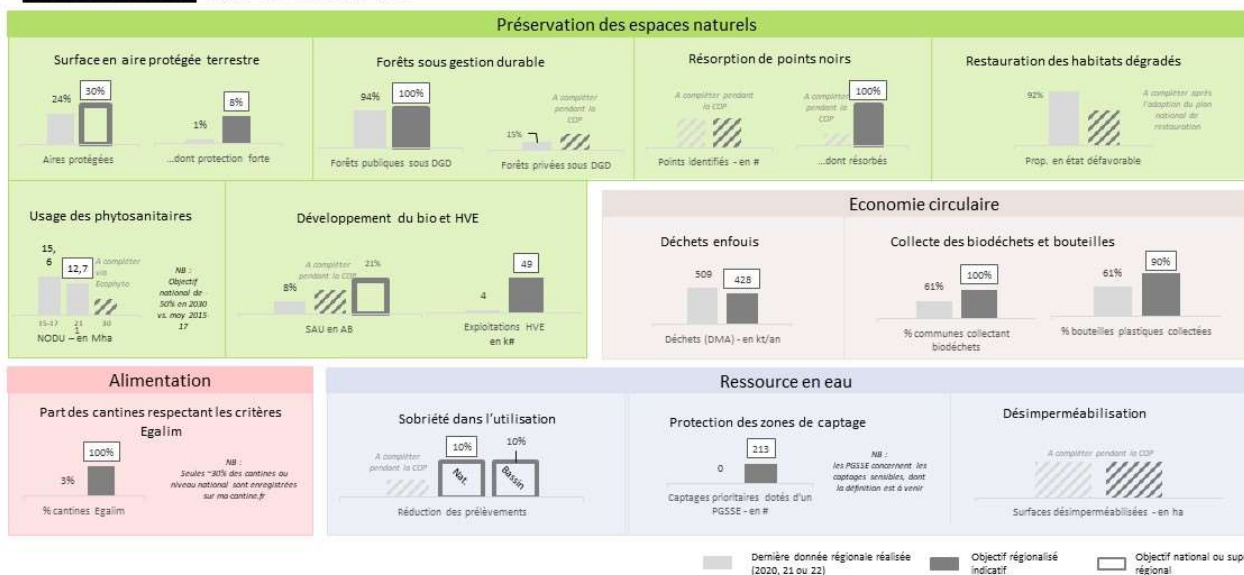 Préservation des espaces naturels
Surface en aire protégée terrestre
24%
30%
Aires protégées
1%
8%
...dont protection forte
Forêts sous gestion durable
94%
100%
Forêts publiques sous DGD
15%
A compléter
pendant la
COP
Forêts privées sous DGD
Résorption de points noirs
A compléter pendant
la COP
Points identifiés - en #
A compléter
pendant la
COP
100%
...dont résorbés
Restauration des habitats dégradés
92%
A compléter après
l'adoption du plan
national de
restauration
Prop. en état défavorable
Usage des phytosanitaires
15,
6
12,7
A compléter
via
Ecophyto
15-17
21
1
30
NODU – en Mha
NB :
Objectif
national de -
50% en 2030
vs. moy 2015-
17
Développement du bio et HVE
8%
A compléter
pendant la COP
21%
SAU en AB
4
49
Exploitations HVE
en k#
Economie circulaire
Déchets enfouis
509
428
Déchets (DMA) - en kt/an
Collecte des biodéchets et bouteilles
61%
100%
% communes collectant
biodéchets
61%
90%
% bouteilles plastiques collectées
Alimentation
Part des cantines respectant les critères
Egalim
3%
100%
% cantines Egalim
NB :
Seules ~30% des cantines au
niveau national sont enregistrées
sur ma cantine.fr
Ressource en eau
Sobriété dans l'utilisation
A compléter
pendant la COP
10%
Nat.
10%
Bassin
Réduction des prélèvements
Protection des zones de captage
0
213
Captages prioritaires dotés d'un
PGSSE - en #
NB :
les PGSSE concernent les
captages sensibles, dont
la définition est à venir
Désimperméabilisation
A compléter pendant la COP
Surfaces désimperméabilisées - en ha
Dernière donnée régionale réalisée
(2020, 21 ou 22)
Objectif régionalisé
indicatif
Objectif national ou sup
régional